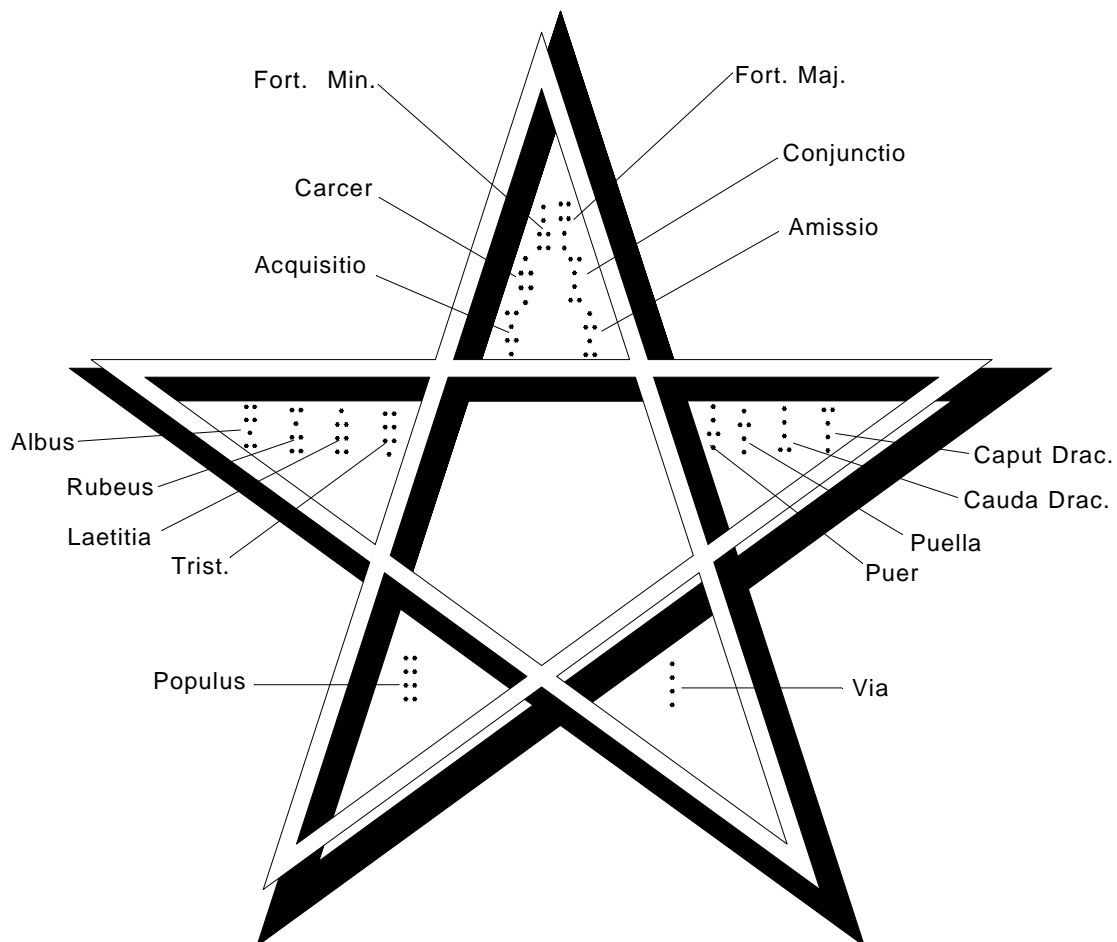 Fort. Min.
Fort. Maj.
Conjunctio
Carcer
Amissio
Acquisitio
Albus
Caput Drac.
Rubeus
Cauda Drac.
Laetitia
Puella
Trist.
Puer
Populus
Via